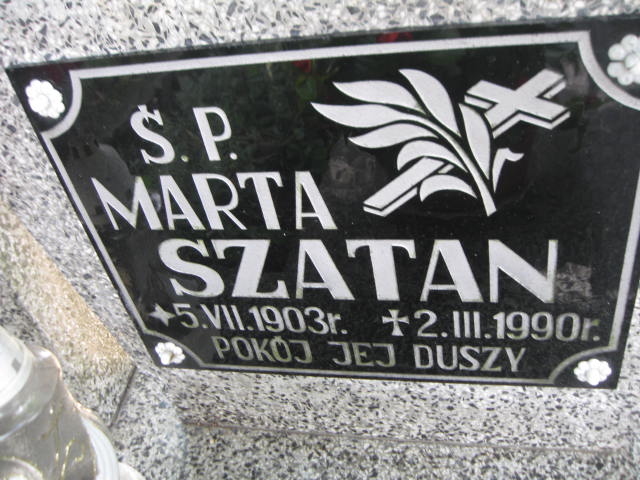 Ś. P.
MARTA
SZATAN
5.VII.1903r. 2.III.1990r.
POKÓJ JEJ DUSZY